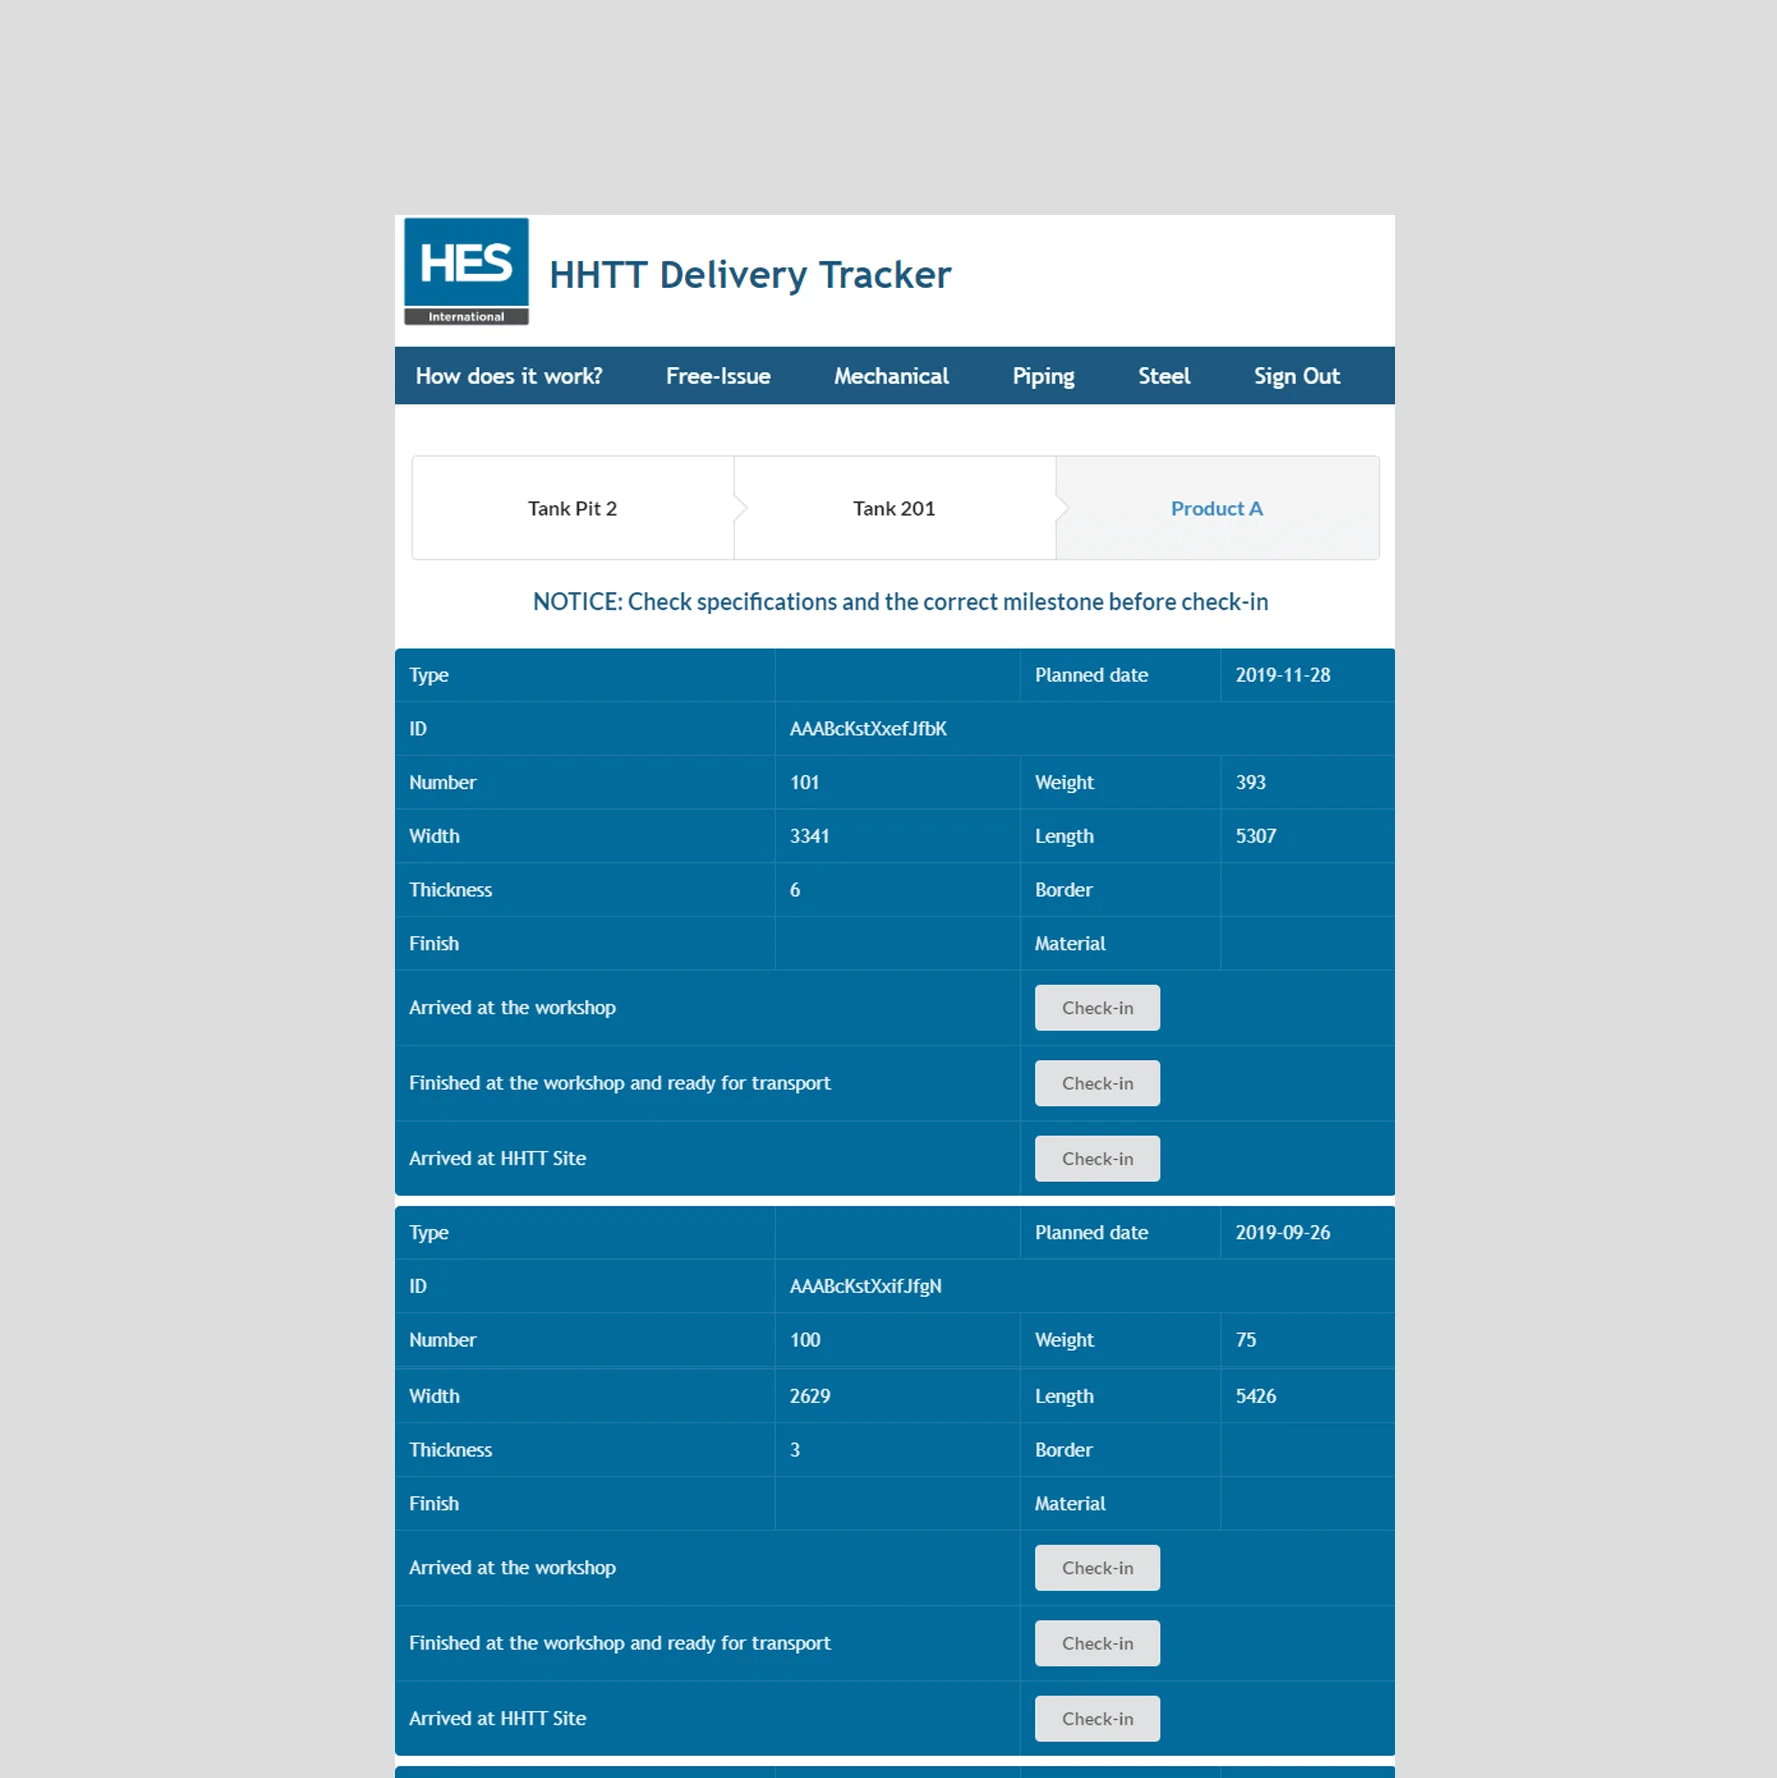 HES
International
HHTT Delivery Tracker
How does it work? Free-Issue Mechanical Piping Steel Sign Out
Tank Pit 2 Tank 201 Product A
NOTICE: Check specifications and the correct milestone before check-in
Type Planned date 2019-11-28
ID AAABcKstXxefJfbK
Number 101 Weight 393
Width 3341 Length 5307
Thickness 6 Border
Finish Material
Arrived at the workshop Check-in
Finished at the workshop and ready for transport Check-in
Arrived at HHTT Site Check-in
Type Planned date 2019-09-26
ID AAABcKstXxifJfgN
Number 100 Weight 75
Width 2629 Length 5426
Thickness 3 Border
Finish Material
Arrived at the workshop Check-in
Finished at the workshop and ready for transport Check-in
Arrived at HHTT Site Check-in